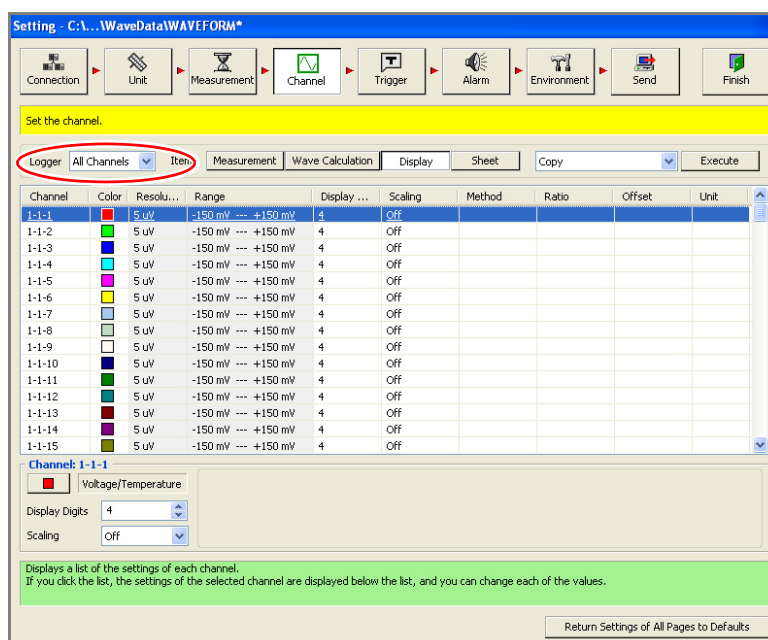 Setting - C:\...\WaveData\WAVEFORM*
Connection Unit Measurement Channel Trigger Alarm Environment Send Finish
Set the channel.
Logger All Channels Item Measurement Wave Calculation Display Sheet Copy Execute
Channel Color Resolu... Range Display ... Scaling Method Ratio Offset Unit
1-1-1 5 uV -150 mV --- +150 mV 4 Off
1-1-2 5 uV -150 mV --- +150 mV 4 Off
1-1-3 5 uV -150 mV --- +150 mV 4 Off
1-1-4 5 uV -150 mV --- +150 mV 4 Off
1-1-5 5 uV -150 mV --- +150 mV 4 Off
1-1-6 5 uV -150 mV --- +150 mV 4 Off
1-1-7 5 uV -150 mV --- +150 mV 4 Off
1-1-8 5 uV -150 mV --- +150 mV 4 Off
1-1-9 5 uV -150 mV --- +150 mV 4 Off
1-1-10 5 uV -150 mV --- +150 mV 4 Off
1-1-11 5 uV -150 mV --- +150 mV 4 Off
1-1-12 5 uV -150 mV --- +150 mV 4 Off
1-1-13 5 uV -150 mV --- +150 mV 4 Off
1-1-14 5 uV -150 mV --- +150 mV 4 Off
1-1-15 5 uV -150 mV --- +150 mV 4 Off
Channel: 1-1-1
Voltage/Temperature
Display Digits 4
Scaling Off
Displays a list of the settings of each channel.
If you click the list, the settings of the selected channel are displayed below the list, and you can change each of the values.
Return Settings of All Pages to Defaults